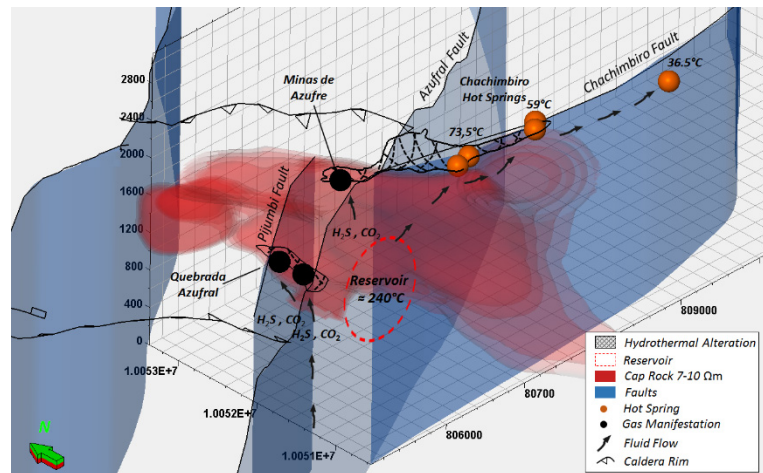 2800
2400
2000
1600
1200
800
400
0
Minas de
Azufre
Azufral Fault
Chachimbiro
Hot Springs
Chachimbiro Fault
36.5°C
59°C
73,5°C
Pijumbi Fault
H2S , CO2
Quebrada
Azufral
Reservoir
≈ 240°C
H2S , CO2
H2S , CO2
1.0053E+7
1.0052E+7
1.0051E+7
806000
80700
809000
N
Hydrothermal Alteration
Reservoir
Cap Rock 7-10 Ωm
Faults
Hot Spring
Gas Manifestation
Fluid Flow
Caldera Rim